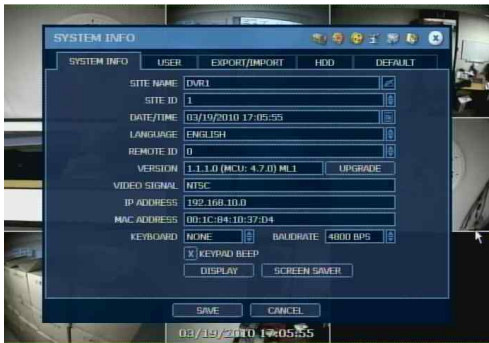 SYSTEM INFO
SYSTEM INFO USER EXPORT/IMPORT HDD DEFAULT
SITE NAME DVR1
SITE ID 1
DATE/TIME 03/19/2010 17:05:55
LANGUAGE ENGLISH
REMOTE ID 0
VERSION 1.1.1.0 (MCU: 4.7.0) ML1 UPGRADE
VIDEO SIGNAL NTSC
IP ADDRESS 192.168.10.0
MAC ADDRESS 00:1C:84:10:37:D4
KEYBOARD NONE BAUDRATE 4800 BPS
X KEYPAD BEEP
DISPLAY SCREEN SAVER
SAVE CANCEL
03/19/2010 17:05:55